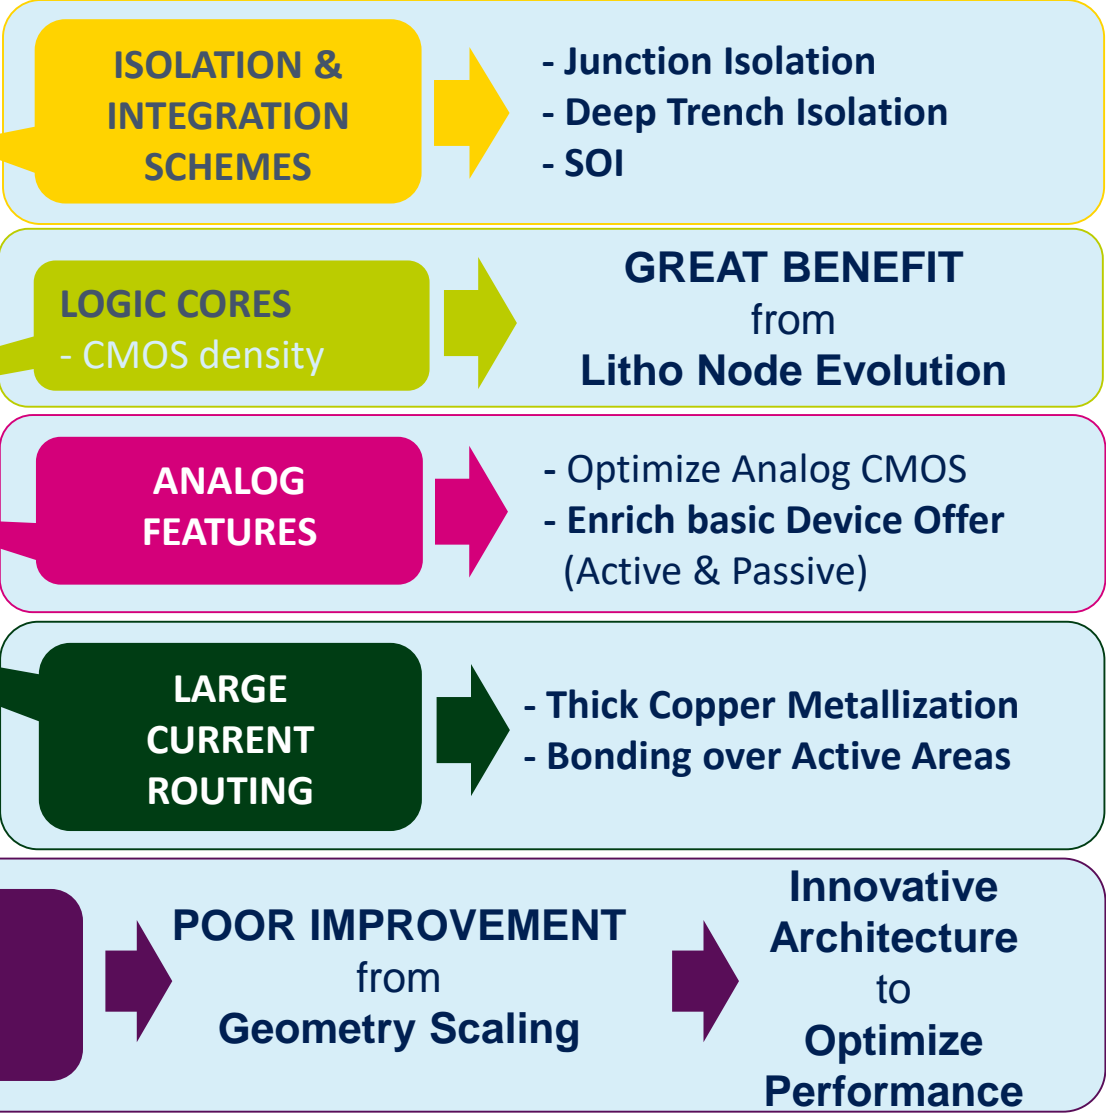 ISOLATION &
INTEGRATION
SCHEMES
- Junction Isolation
- Deep Trench Isolation
- SOI
LOGIC CORES
- CMOS density
GREAT BENEFIT
from
Litho Node Evolution
ANALOG
FEATURES
- Optimize Analog CMOS
- Enrich basic Device Offer
(Active & Passive)
LARGE
CURRENT
ROUTING
- Thick Copper Metallization
- Bonding over Active Areas
POOR IMPROVEMENT
from
Geometry Scaling
Innovative
Architecture
to
Optimize
Performance